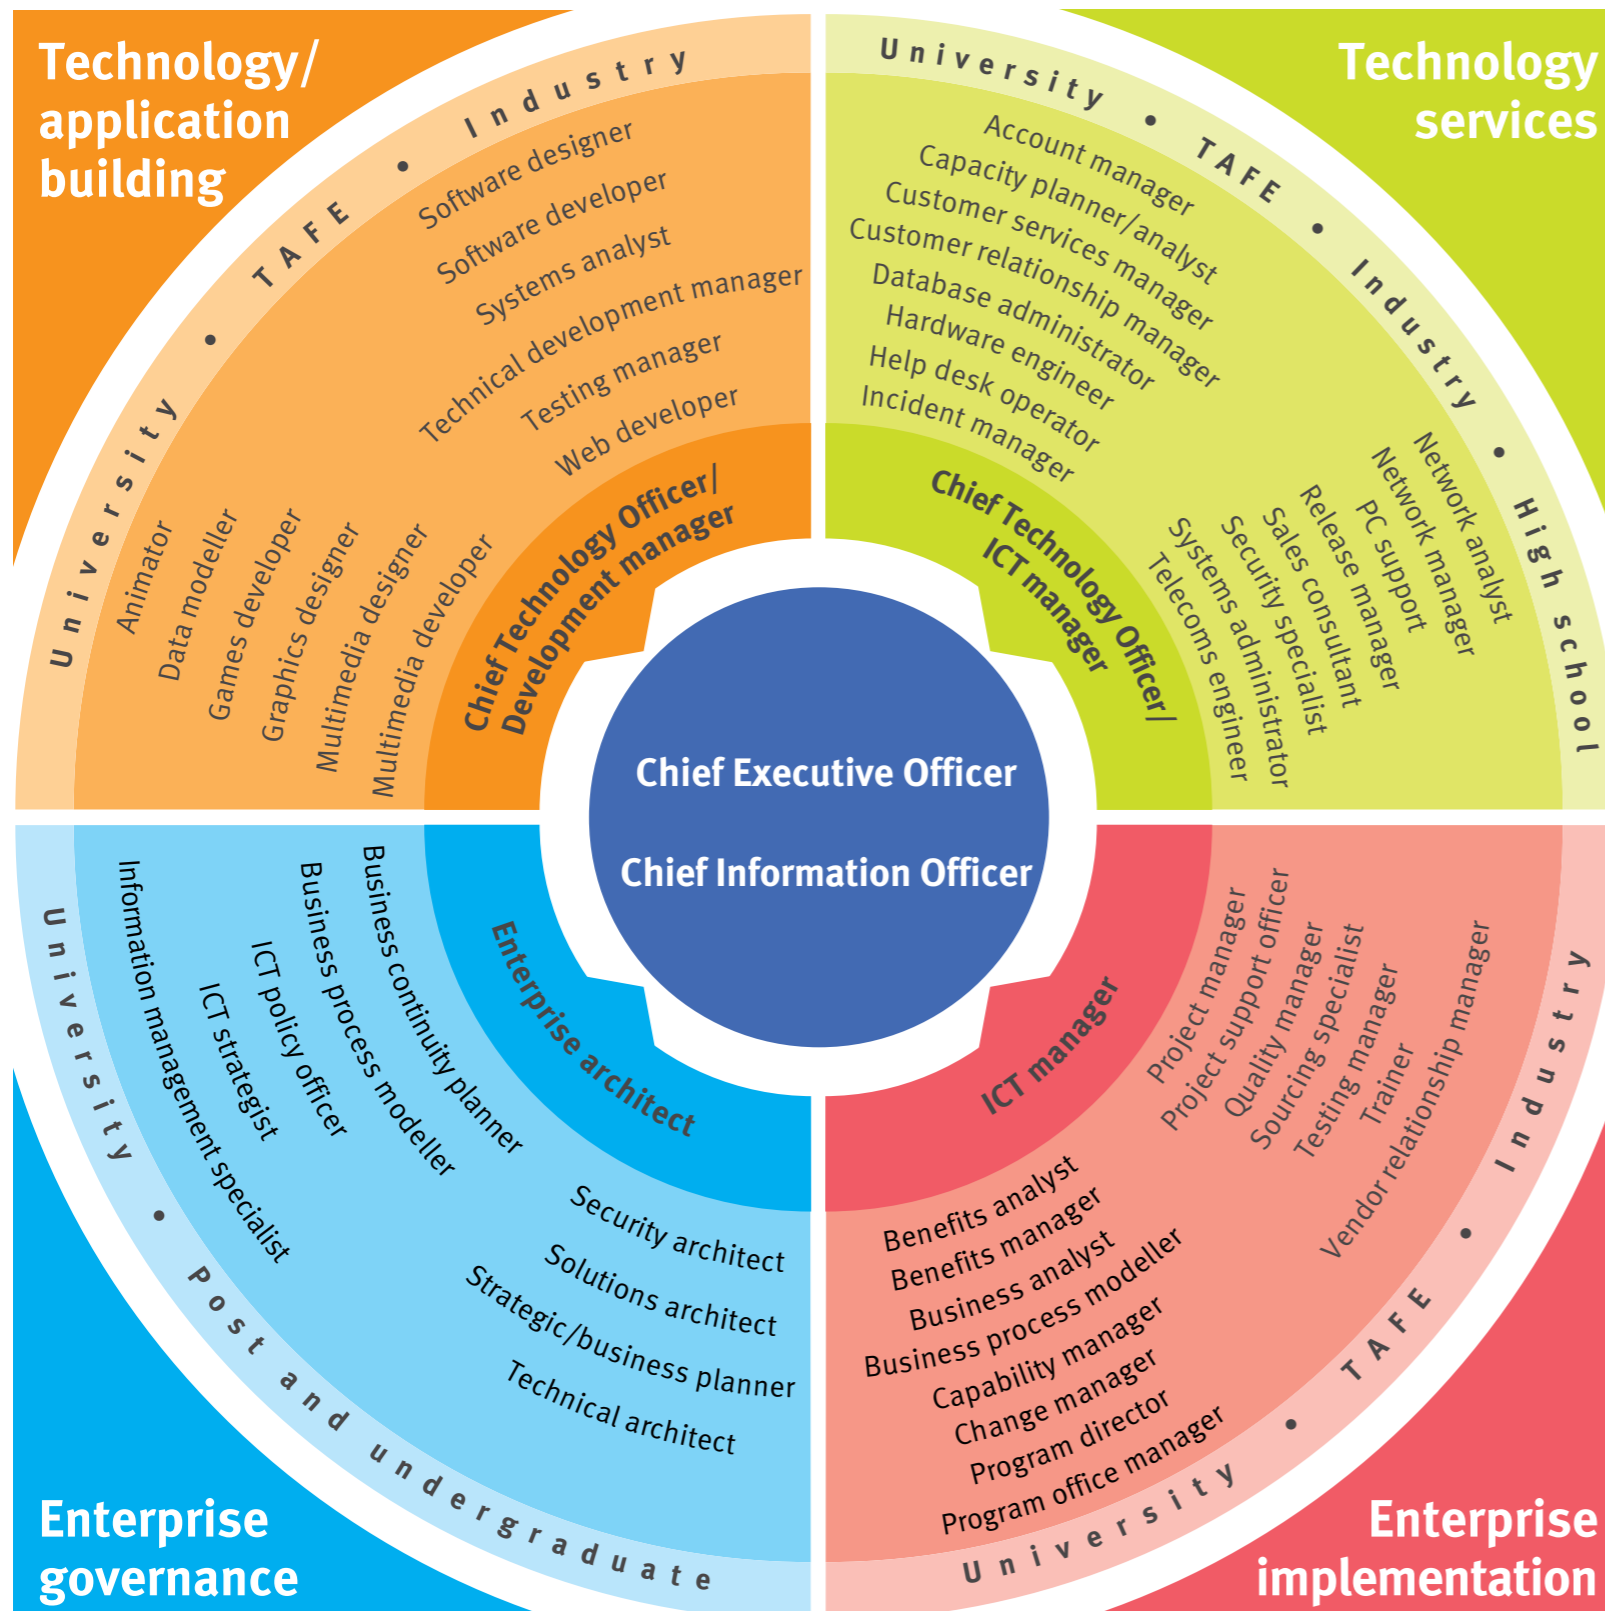 Technology/
application
building
University • TAFE • Industry
Software designer
Software developer
Systems analyst
Technical development manager
Testing manager
Web developer
Animator
Data modeller
Games developer
Graphics designer
Multimedia designer
Multimedia developer
Chief Technology Officer/
Development manager
Technology
services
University • TAFE • Industry • High school
Account manager
Capacity planner/analyst
Customer services manager
Customer relationship manager
Database administrator
Hardware engineer
Help desk operator
Incident manager
Network analyst
Network manager
PC support
Release manager
Sales consultant
Security specialist
Systems administrator
Telecoms engineer
Chief Technology Officer/
ICT manager
Chief Executive Officer
Chief Information Officer
Enterprise
governance
University • Post and undergraduate
Information management specialist
ICT strategist
ICT policy officer
Business process modeller
Business continuity planner
Security architect
Solutions architect
Strategic/business planner
Technical architect
Enterprise architect
Enterprise
implementation
University • TAFE • Industry
Project manager
Project support officer
Quality manager
Sourcing specialist
Testing manager
Trainer
Vendor relationship manager
Benefits analyst
Benefits manager
Business analyst
Business process modeller
Capability manager
Change manager
Program director
Program office manager
ICT manager